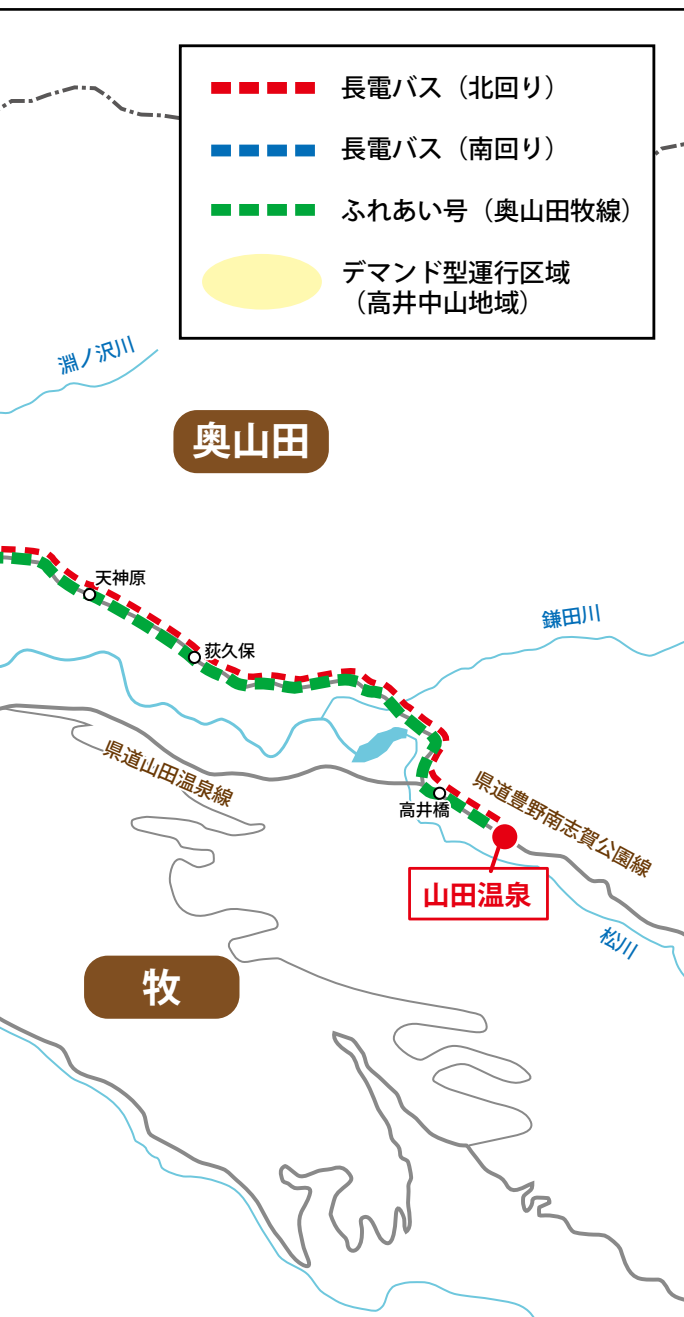 長電バス（北回り）
長電バス（南回り）
ふれあい号（奥山田牧線）
デマンド型運行区域
（高井中山地域）
淵ノ沢川
奥山田
天神原
鎌田川
荻久保
県道山田温泉線
県道豊野南志賀公園線
高井橋
山田温泉
松川
牧